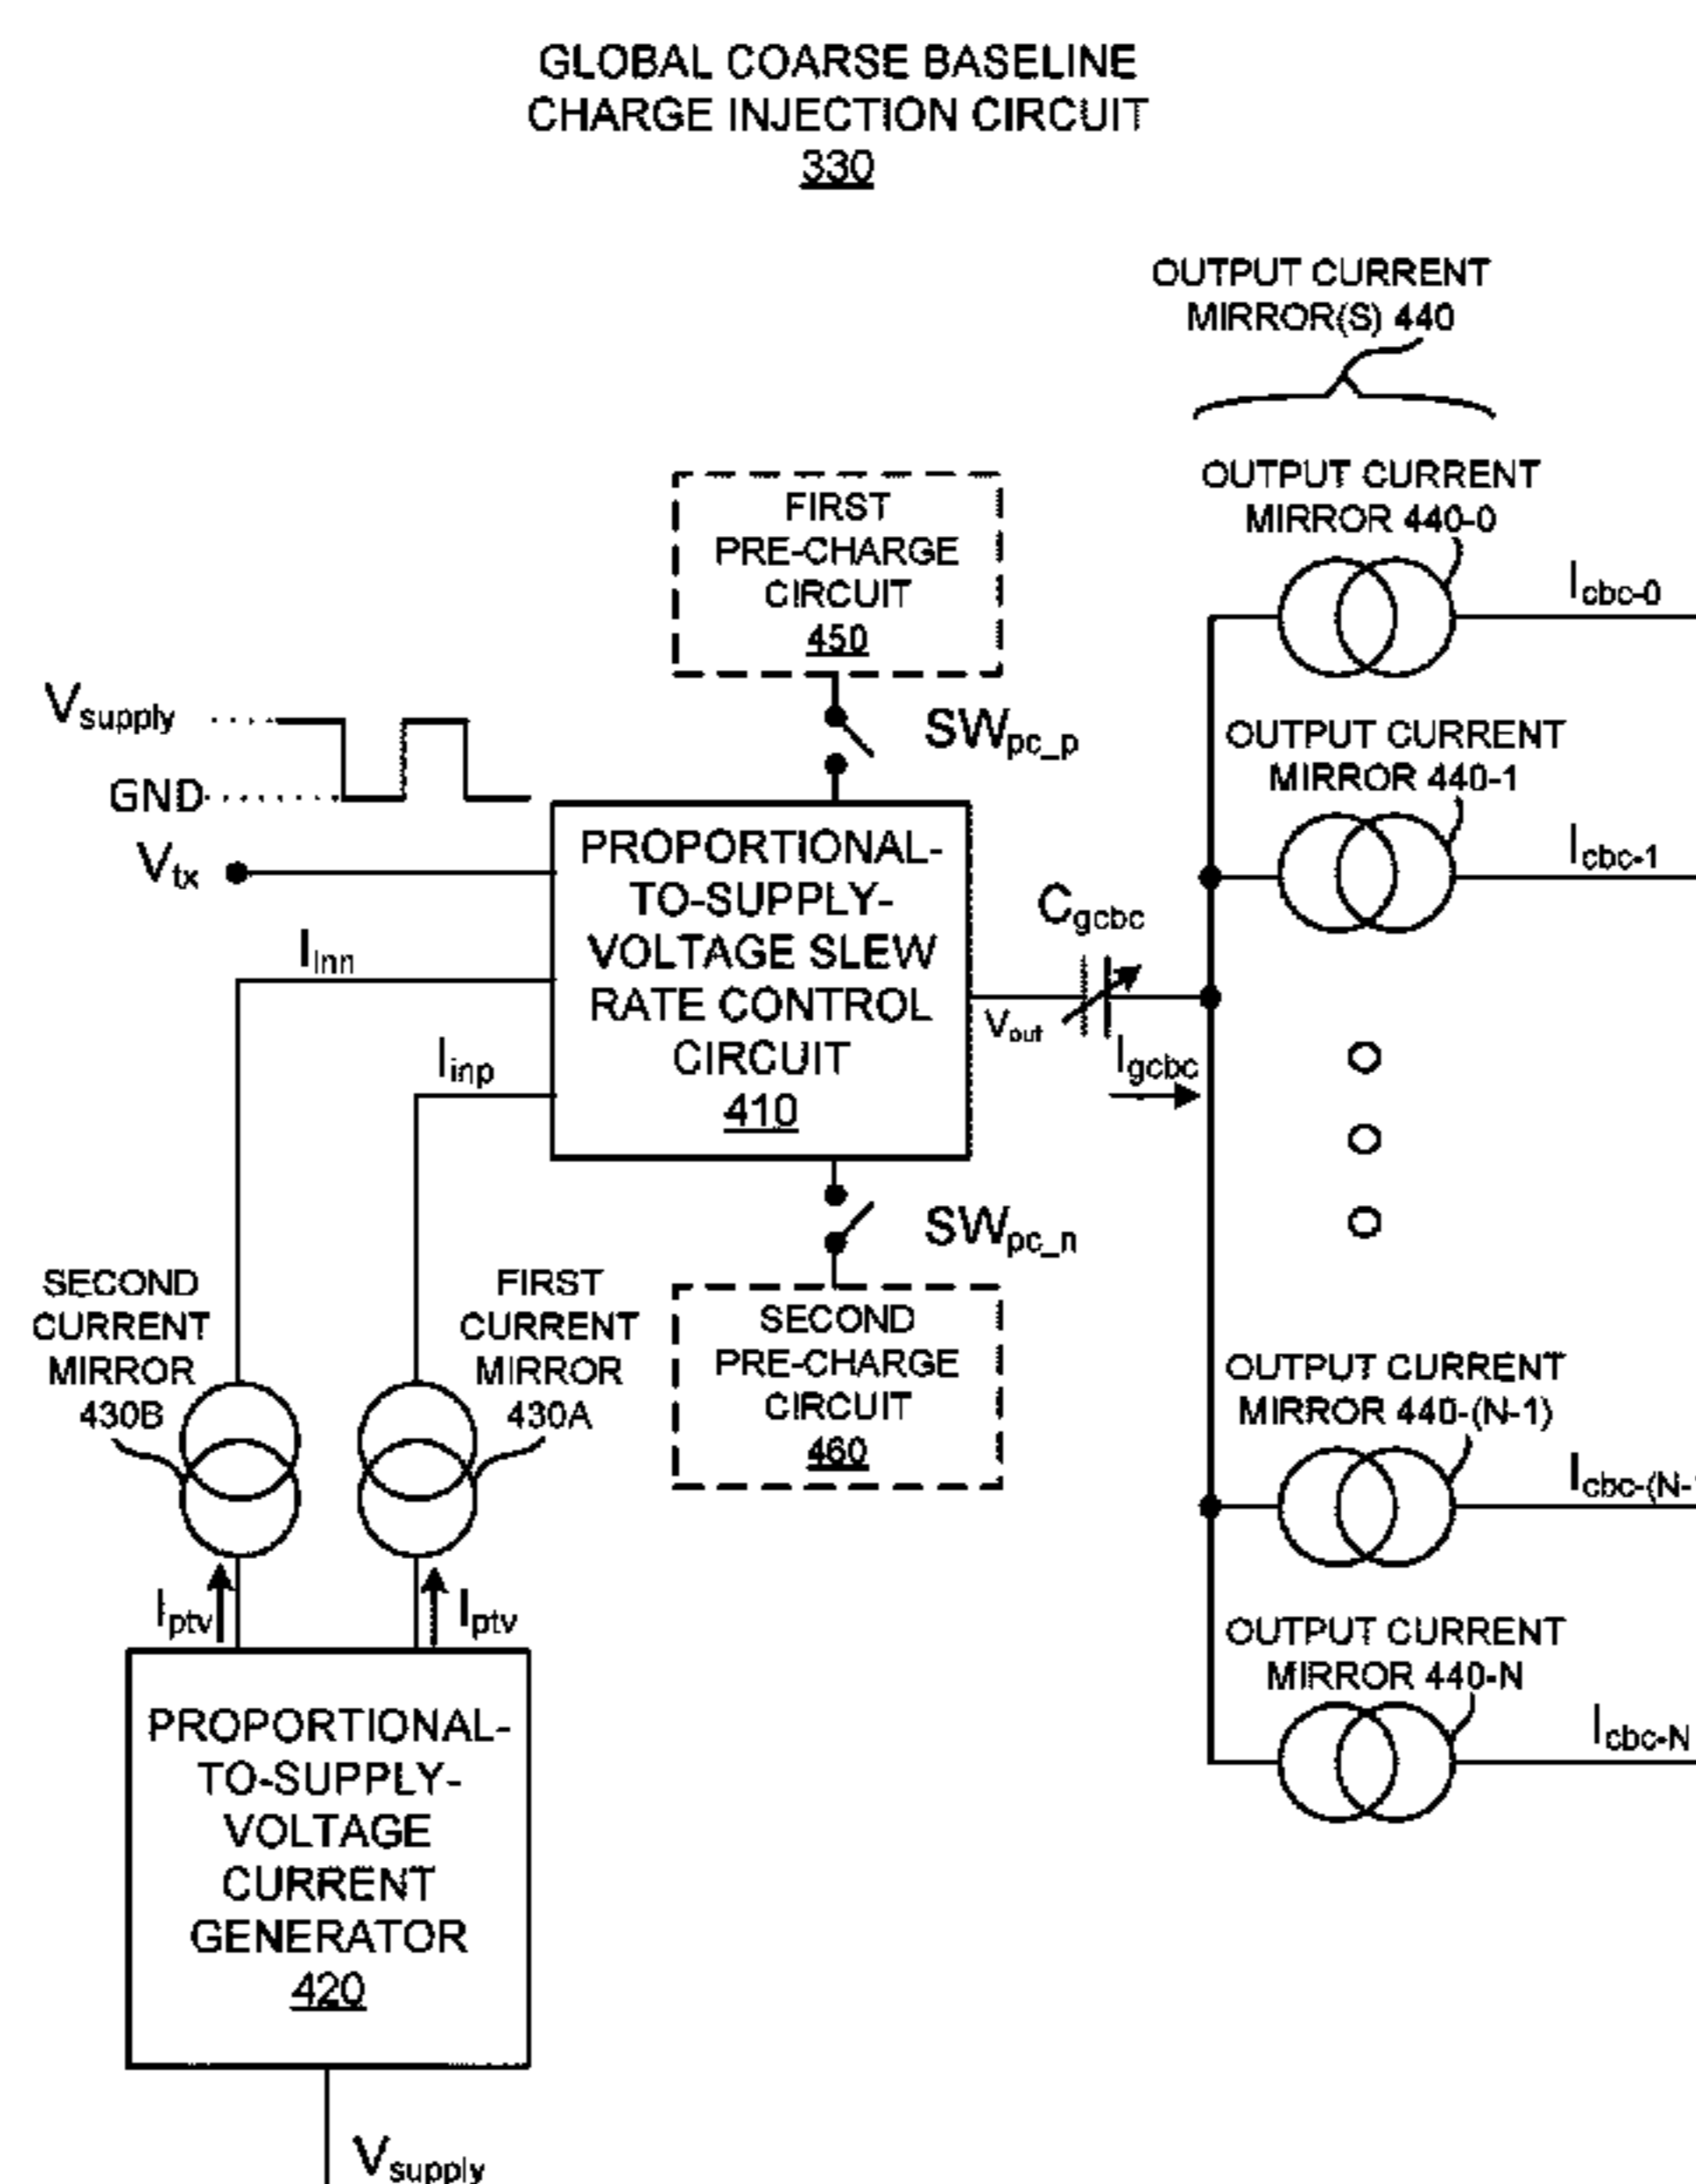 GLOBAL COARSE BASELINE
CHARGE INJECTION CIRCUIT
330
OUTPUT CURRENT
MIRROR(S) 440
OUTPUT CURRENT
MIRROR 440-0
Icbc-0
FIRST
PRE-CHARGE
CIRCUIT
450
SWpc_p
Vsupply
GND
Vtx
OUTPUT CURRENT
MIRROR 440-1
Icbc-1
PROPORTIONAL-
TO-SUPPLY-
VOLTAGE SLEW
RATE CONTROL
CIRCUIT
410
Iinn
Iinp
Cgcbc
Vout
Igcbc
SWpc_n
SECOND
PRE-CHARGE
CIRCUIT
460
SECOND
CURRENT
MIRROR
430B
FIRST
CURRENT
MIRROR
430A
OUTPUT CURRENT
MIRROR 440-(N-1)
Icbc-(N-
Iptv
Iptv
OUTPUT CURRENT
MIRROR 440-N
Icbc-N
PROPORTIONAL-
TO-SUPPLY-
VOLTAGE
CURRENT
GENERATOR
420
Vsupply